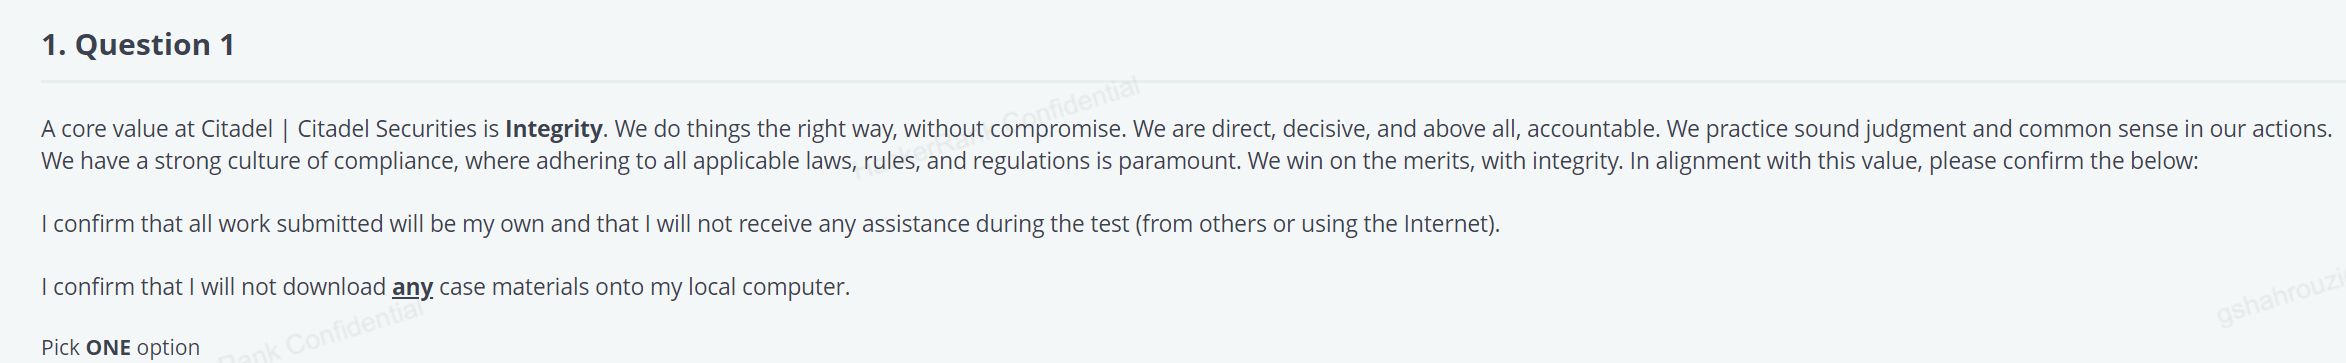 1. Question 1
HackerRank Confidential
A core value at Citadel | Citadel Securities is Integrity. We do things the right way, without compromise. We are direct, decisive, and above all, accountable. We practice sound judgment and common sense in our actions.
We have a strong culture of compliance, where adhering to all applicable laws, rules, and regulations is paramount. We win on the merits, with integrity. In alignment with this value, please confirm the below:
I confirm that all work submitted will be my own and that I will not receive any assistance during the test (from others or using the Internet).
I confirm that I will not download any case materials onto my local computer.
gshahrouzi
Rank Confidential
Pick ONE option